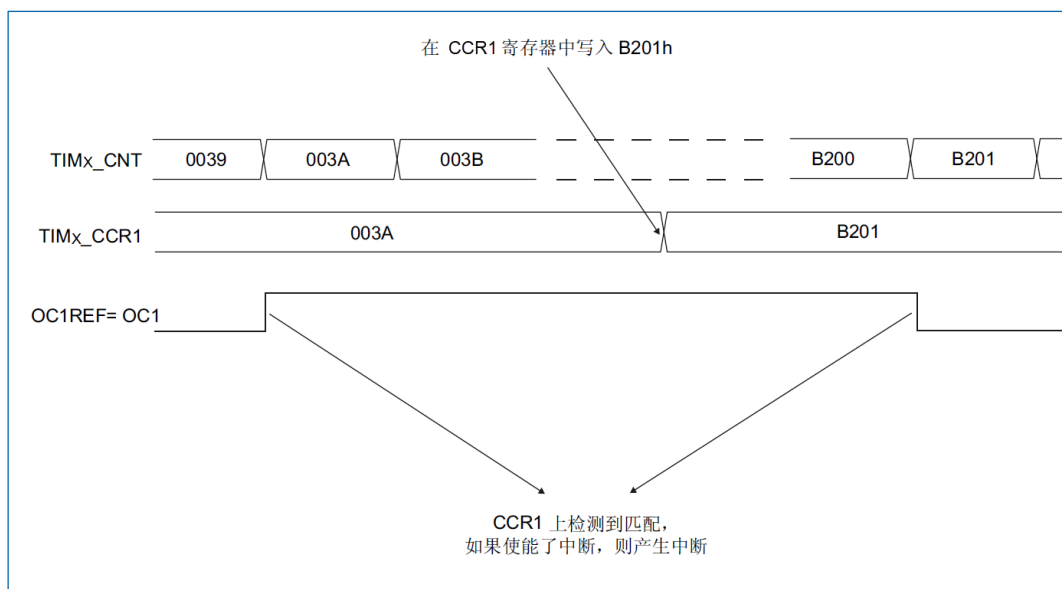 在 CCR1 寄存器中写入 B201h
TIMx_CNT 0039 003A 003B B200 B201
TIMx_CCR1 003A B201
OC1REF= OC1
CCR1 上检测到匹配，
如果使能了中断，则产生中断